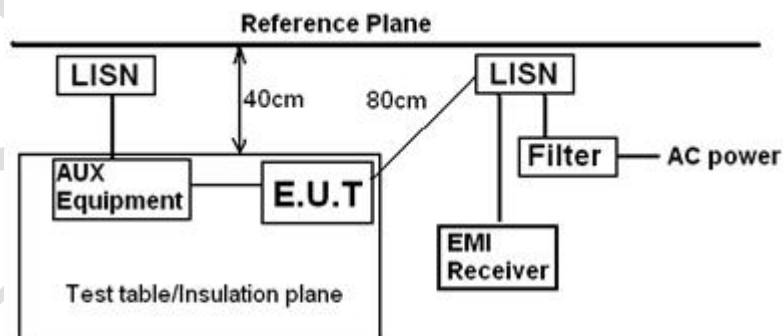 Reference Plane
LISN
40cm
80cm
LISN
Filter
AC power
AUX
Equipment
E.U.T
EMI
Receiver
Test table/Insulation plane